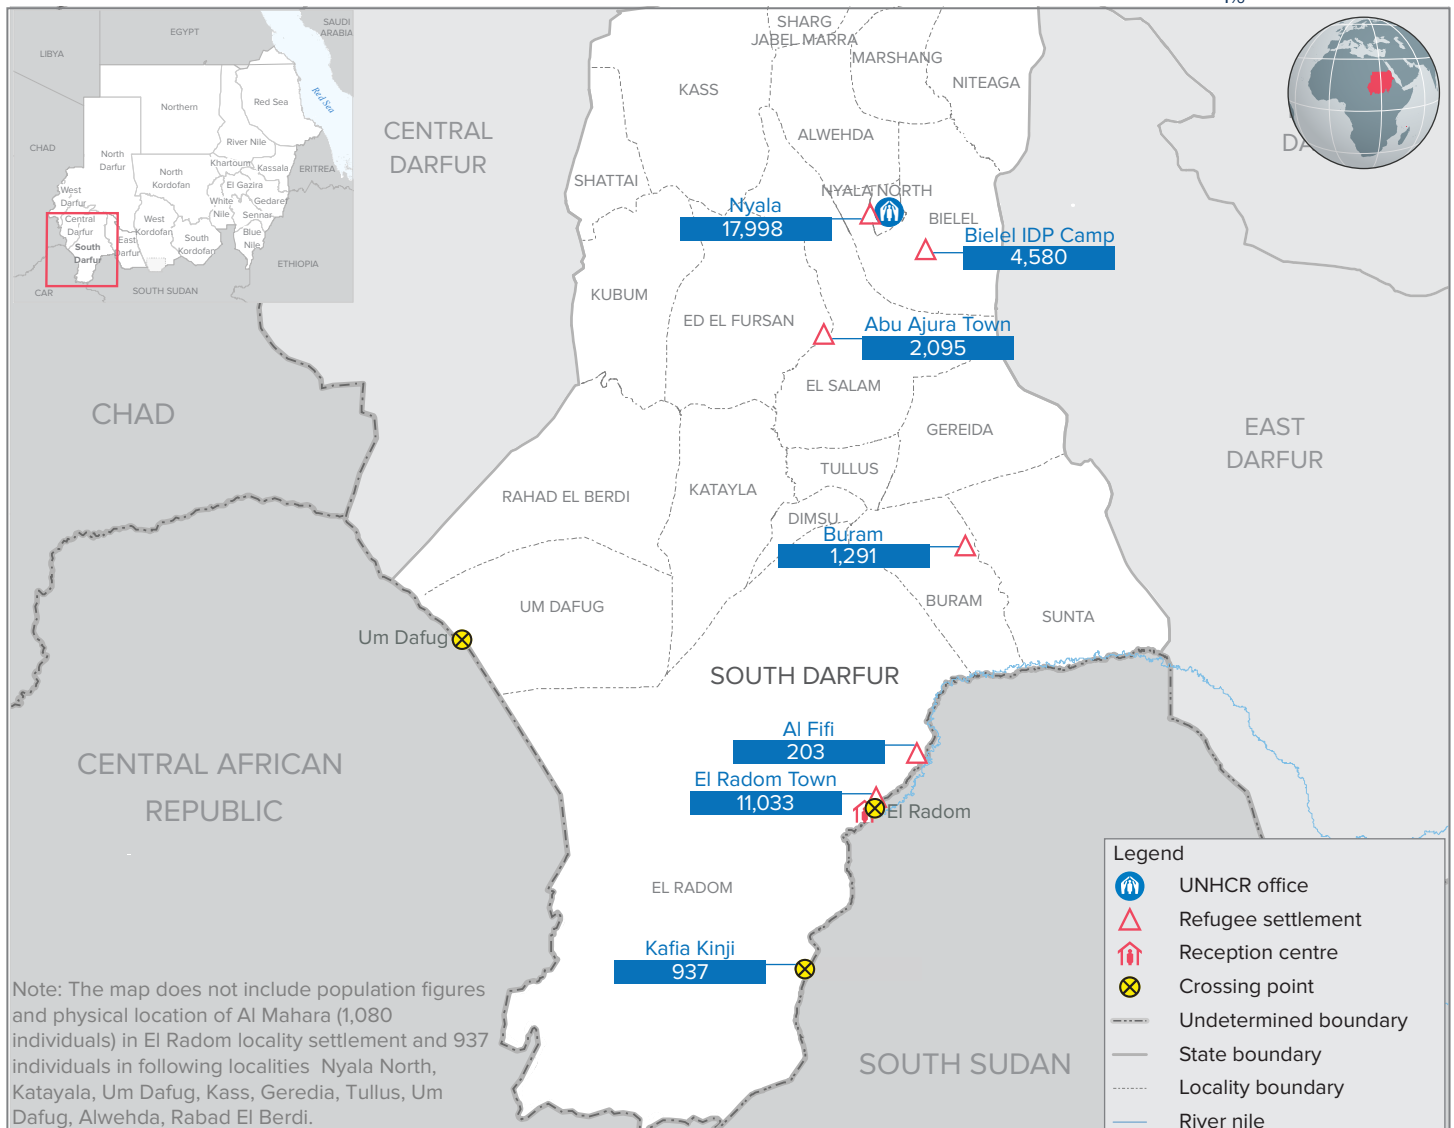 SAUDI
ARABIA
EGYPT
LIBYA
Red Sea
Northern
Red Sea
CHAD
River Nile
North
Darfur
Khartoum
Kassala
ERITREA
North
Kordofan
El Gazira
West
Darfur
White
Nile
Gedaref
Central
Darfur
West
Kordofan
Sennar
South
Darfur
East
Darfur
South
Kordofan
Blue
Nile
ETHIOPIA
CAR
SOUTH SUDAN
SHARG
JABEL MARRA
MARSHANG
NITEAGA
KASS
CENTRAL
DARFUR
ALWEHDA
DA
SHATTAI
NYALA NORTH
Nyala
17,998
BIELEL
Bielel IDP Camp
4,580
KUBUM
ED EL FURSAN
Abu Ajura Town
2,095
EL SALAM
CHAD
GEREIDA
EAST
DARFUR
TULLUS
RAHAD EL BERDI
KATAYLA
DIMSU
Buram
1,291
UM DAFUG
BURAM
SUNTA
Um Dafug
SOUTH DARFUR
Al Fifi
203
CENTRAL AFRICAN
REPUBLIC
El Radom Town
11,033
El Radom
EL RADOM
Kafia Kinji
937
SOUTH SUDAN
Note: The map does not include population figures
and physical location of Al Mahara (1,080
individuals) in El Radom locality settlement and 937
individuals in following localities Nyala North,
Katayala, Um Dafug, Kass, Geredia, Tullus, Um
Dafug, Alwehda, Rabad El Berdi.
Legend
UNHCR office
Refugee settlement
Reception centre
Crossing point
Undetermined boundary
State boundary
Locality boundary
River nile